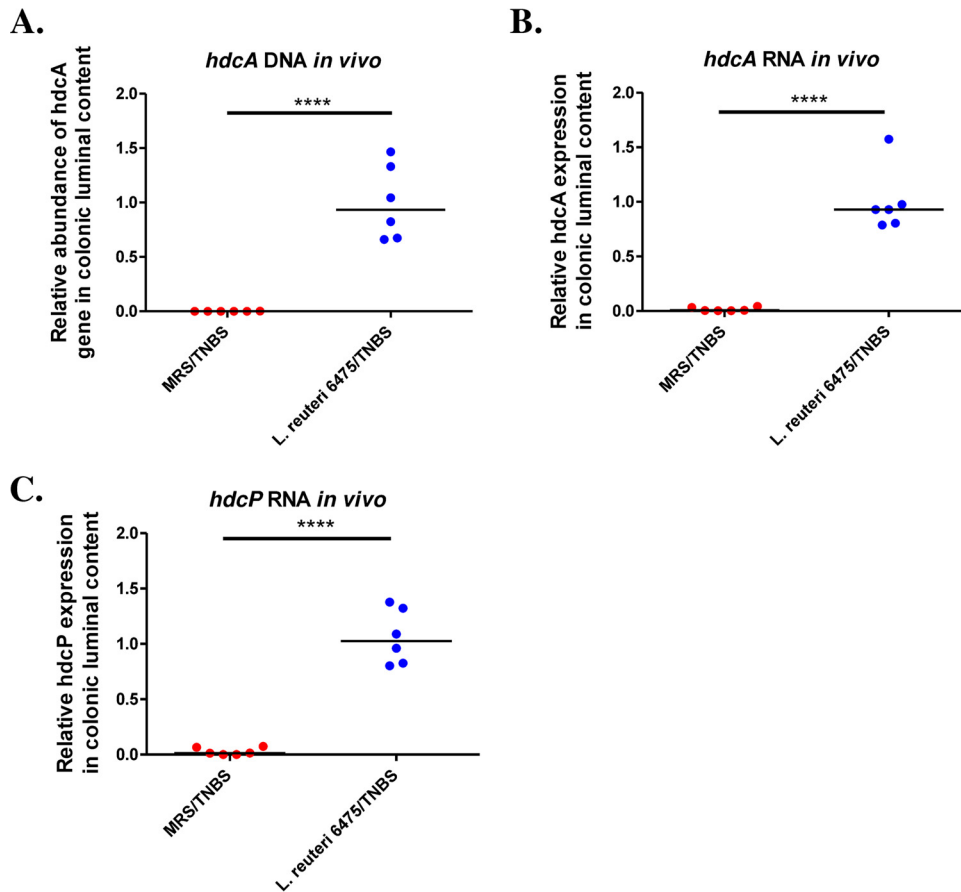 A.
hdcA DNA in vivo
Relative abundance of hdcA
gene in colonic luminal content
2.0
1.5
1.0
0.5
0.0
****
MRS/TNBS
L. reuteri 6475/TNBS
B.
hdcA RNA in vivo
Relative hdcA expression
in colonic luminal content
2.0
1.5
1.0
0.5
0.0
****
MRS/TNBS
L. reuteri 6475/TNBS
C.
hdcP RNA in vivo
Relative hdcP expression
in colonic luminal content
2.0
1.5
1.0
0.5
0.0
****
MRS/TNBS
L. reuteri 6475/TNBS